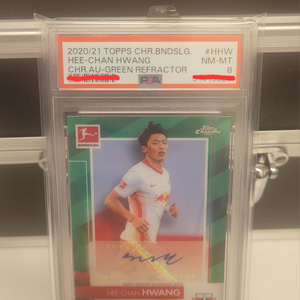 2020/21 TOPPS CHR.BNDSLG. #HHW
HEE-CHAN HWANG NM-MT
CHR.AU-GREEN REFRACTOR 8
PSA
Topps Chrome
BUNDESLIGA
HEE-CHAN HWANG